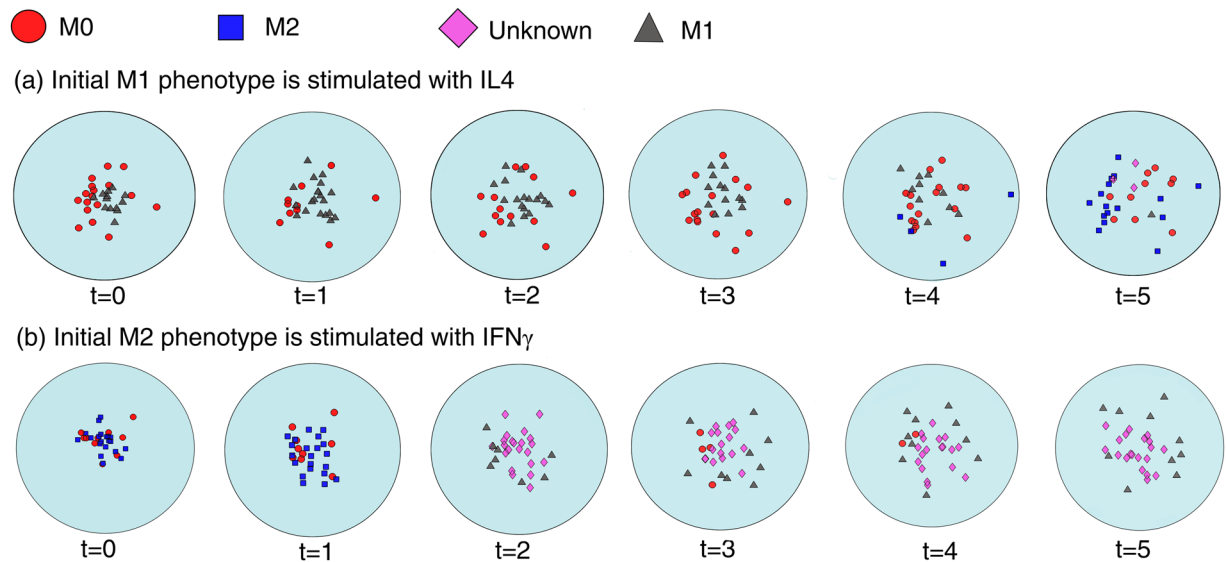 M0 M2 Unknown M1
(a) Initial M1 phenotype is stimulated with IL4
t=0 t=1 t=2 t=3 t=4 t=5
(b) Initial M2 phenotype is stimulated with IFNγ
t=0 t=1 t=2 t=3 t=4 t=5